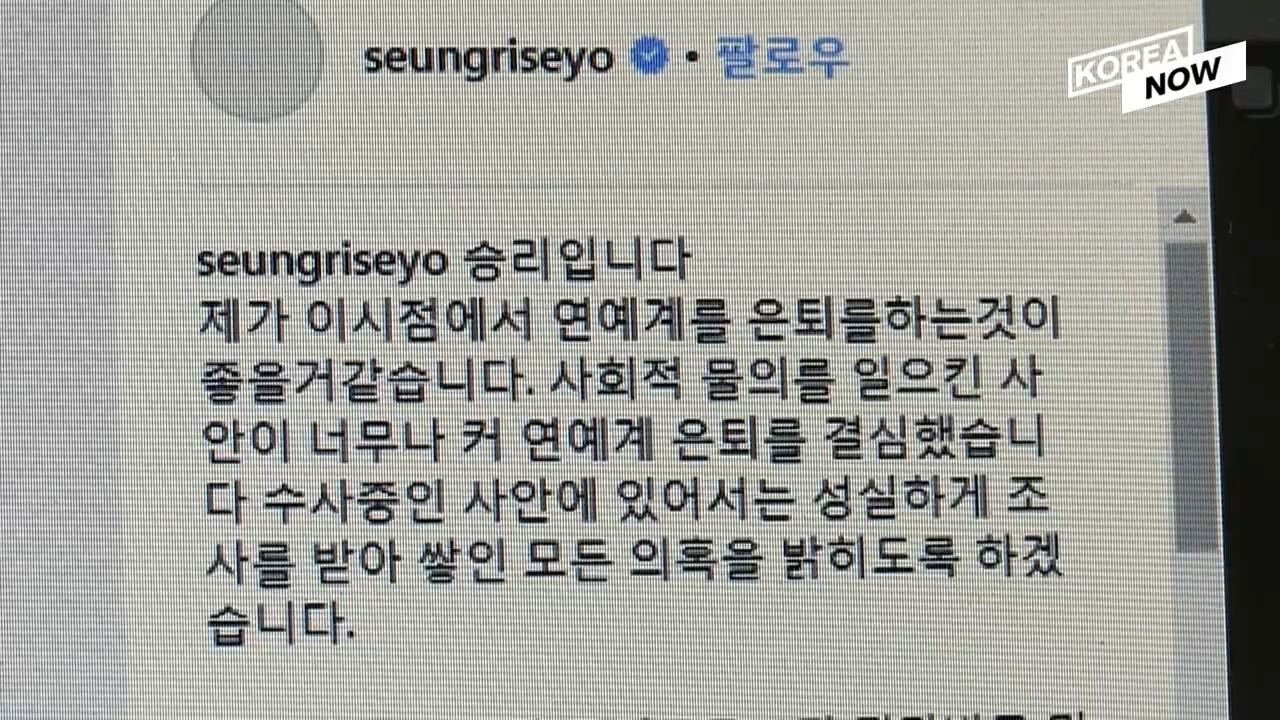 seungriseyo • 팔로우
KOREA
NOW
seungriseyo 승리입니다
제가 이시점에서 연예계를 은퇴를하는것이
좋을거같습니다. 사회적 물의를 일으킨 사
안이 너무나 커 연예계 은퇴를 결심했습니
다 수사중인 사안에 있어서는 성실하게 조
사를 받아 쌓인 모든 의혹을 밝히도록 하겠
습니다.